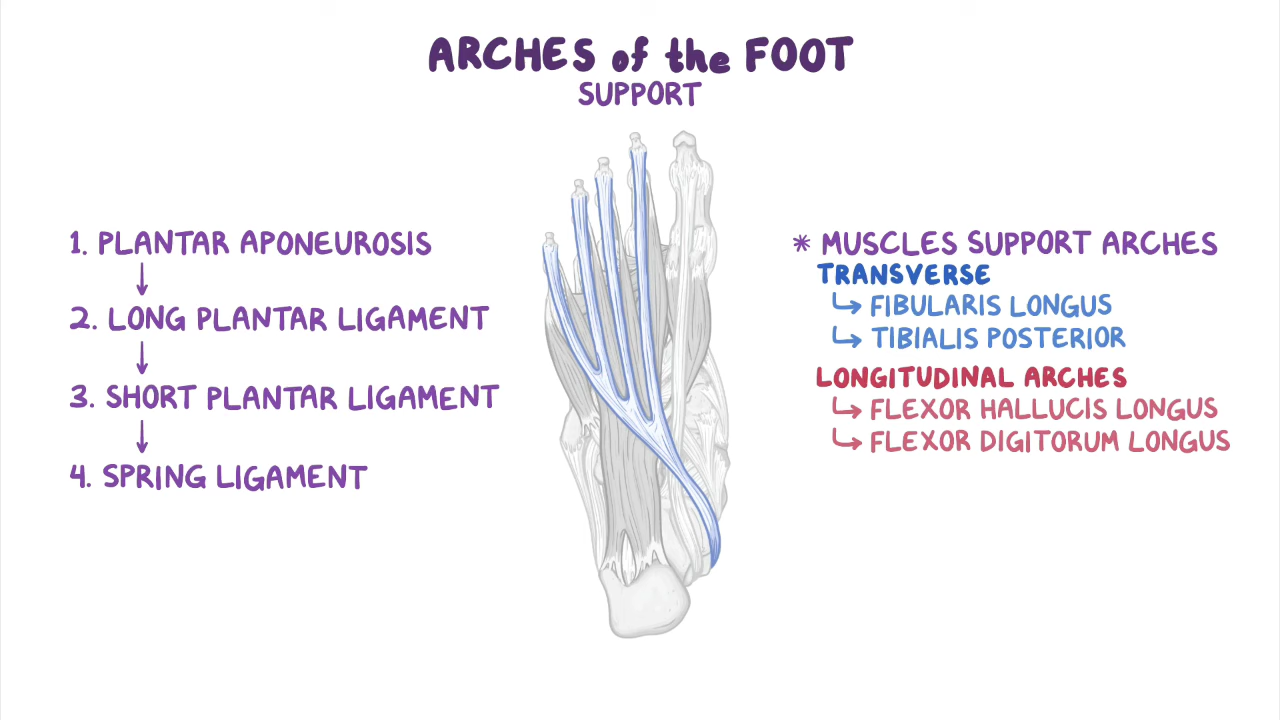 ARCHES of the FOOT
SUPPORT
1. PLANTAR APONEUROSIS
↓
2. LONG PLANTAR LIGAMENT
↓
3. SHORT PLANTAR LIGAMENT
↓
4. SPRING LIGAMENT
* MUSCLES SUPPORT ARCHES
TRANSVERSE
↳ FIBULARIS LONGUS
↳ TIBIALIS POSTERIOR
LONGITUDINAL ARCHES
↳ FLEXOR HALLUCIS LONGUS
↳ FLEXOR DIGITORUM LONGUS